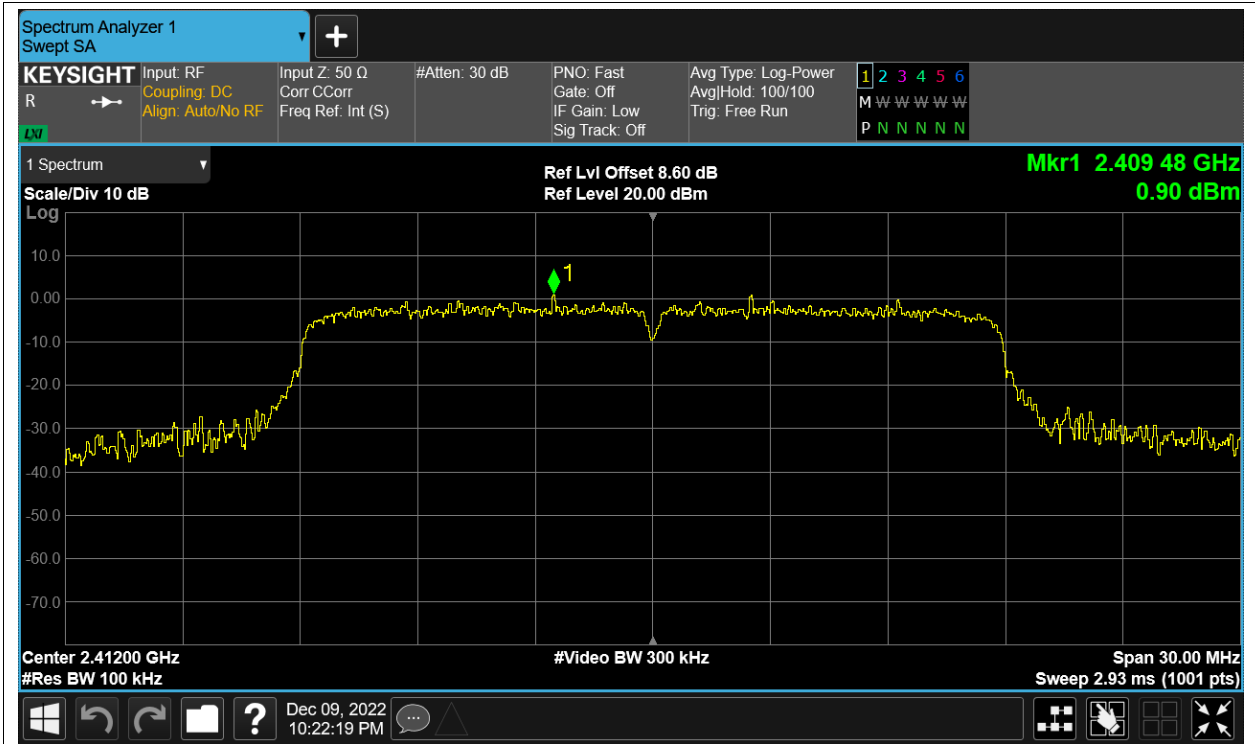 Spectrum Analyzer 1
Swept SA
+
KEYSIGHT
R
LXI
Input: RF
Coupling: DC
Align: Auto/No RF
Input Z: 50 Ω
Corr CCorr
Freq Ref: Int (S)
#Atten: 30 dB
PNO: Fast
Gate: Off
IF Gain: Low
Sig Track: Off
Avg Type: Log-Power
Avg|Hold: 100/100
Trig: Free Run
1 2 3 4 5 6
M W W W W W
P N N N N N N
1 Spectrum
Scale/Div 10 dB
Log
Ref Lvl Offset 8.60 dB
Ref Level 20.00 dBm
Mkr1 2.409 48 GHz
0.90 dBm
10.0
0.00
-10.0
-20.0
-30.0
-40.0
-50.0
-60.0
-70.0
1
Center 2.41200 GHz
#Res BW 100 kHz
#Video BW 300 kHz
Span 30.00 MHz
Sweep 2.93 ms (1001 pts)
?
Dec 09, 2022
10:22:19 PM